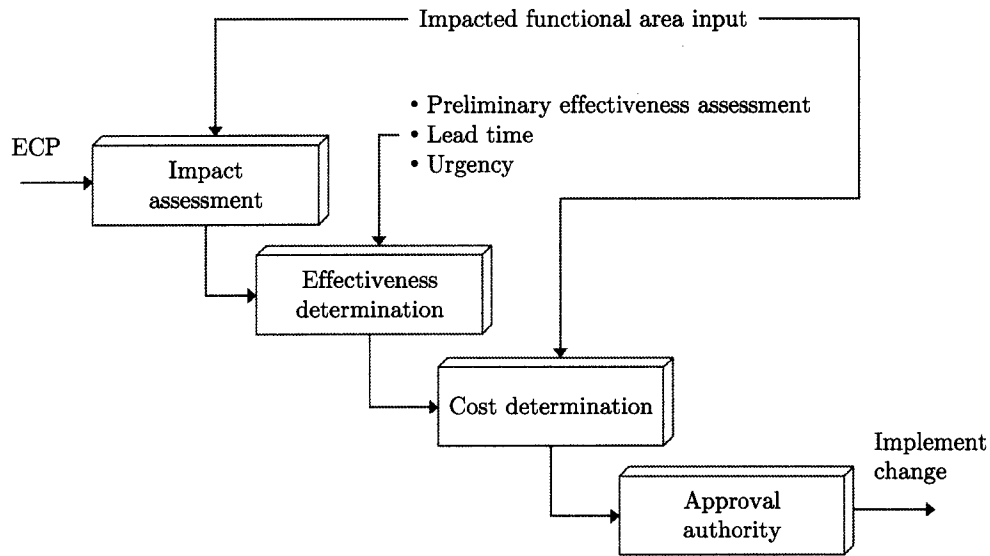 Impacted functional area input
• Preliminary effectiveness assessment
• Lead time
• Urgency
ECP
Impact
assessment
Effectiveness
determination
Cost determination
Implement
change
Approval
authority